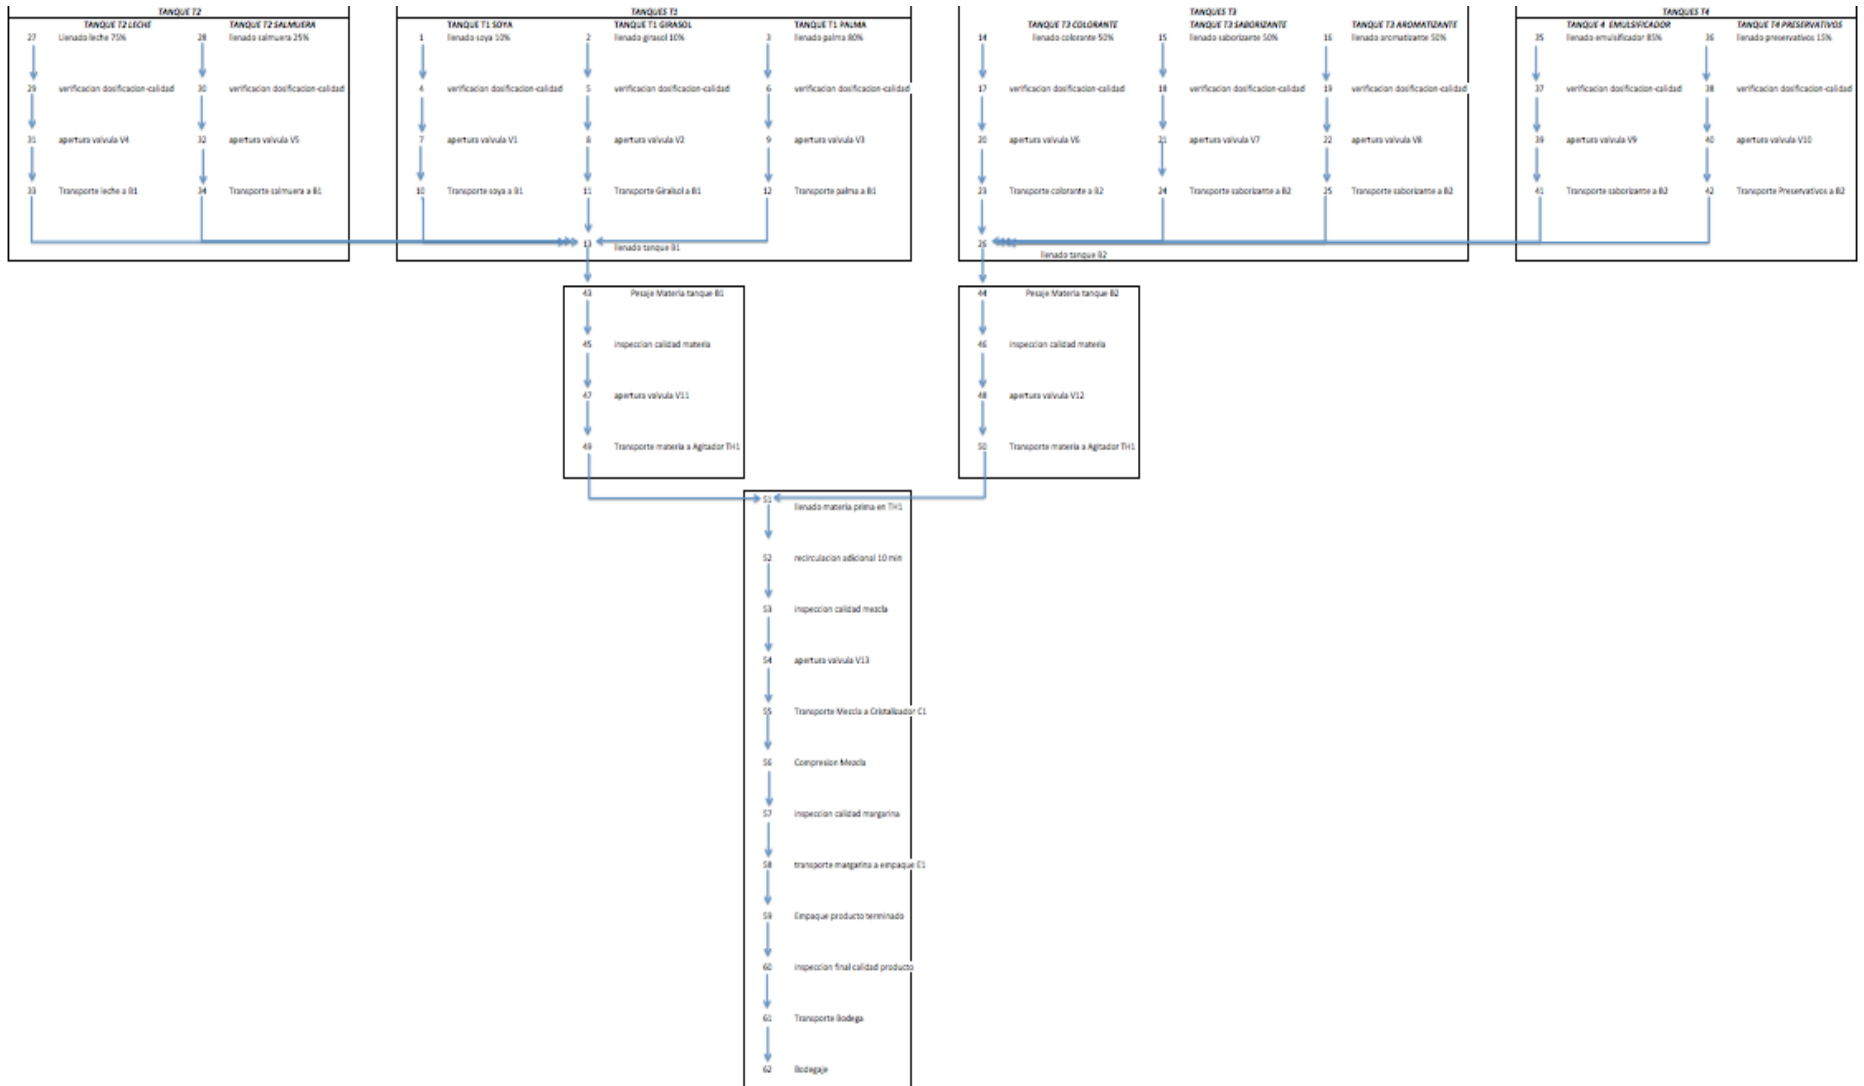 TANQUE T2
TANQUES T1
TANQUES T3
TANQUES T4
TANQUE T2 LECHE
TANQUE T2 SALMUERA
TANQUE T1 SOYA
TANQUE T1 GIRASOL
TANQUE T1 PALMA
TANQUE T3 COLORANTE
TANQUE T3 SABORIZANTE
TANQUE T3 AROMATIZANTE
TANQUE 4 EMULSIFICADOR
TANQUE T4 PRESERVATIVOS
27 Llenado leche 75%
28 llenado salmuera 25%
1 llenado soya 10%
2 llenado girasol 10%
3 llenado palma 80%
14 llenado colorante 50%
15 llenado saborizante 50%
16 llenado aromatizante 50%
35 llenado emulsificador 85%
36 llenado preservativos 15%
29 verificacion dosificacion-calidad
30 verificacion dosificacion-calidad
4 verificacion dosificacion-calidad
5 verificacion dosificacion-calidad
6 verificacion dosificacion-calidad
17 verificacion dosificacion-calidad
18 verificacion dosificacion-calidad
19 verificacion dosificacion-calidad
37 verificacion dosificacion-calidad
38 verificacion dosificacion-calidad
31 apertura valvula V4
32 apertura valvula V5
7 apertura valvula V1
8 apertura valvula V2
9 apertura valvula V3
20 apertura valvula V6
21 apertura valvula V7
22 apertura valvula V8
39 apertura valvula V9
40 apertura valvula V10
33 Transporte leche a B1
34 Transporte salmuera a B1
10 Transporte soya a B1
11 Transporte Giralsol a B1
12 Transporte palma a B1
23 Transporte colorante a B2
24 Transporte saborizante a B2
25 Transporte saborizante a B2
41 Transporte saborizante a B2
42 Transporte Preservativos a B2
13 llenado tanque B1
26 llenado tanque B2
43 Pesaje Materia tanque B1
44 Pesaje Materia tanque B2
45 inspeccion calidad materia
46 inspeccion calidad materia
47 apertura valvula V11
48 apertura valvula V12
49 Transporte materia a Agitador TH1
50 Transporte materia a Agitador TH1
51 llenado materia prima en TH1
52 recirculacion adicional 10 min
53 inspeccion calidad mezcla
54 apertura valvula V13
55 Transporte Mezcla a Cristalizador C1
56 Compresion Mezcla
57 inspeccion calidad margarina
58 transporte margarina a empaque E1
59 Empaque producto terminado
60 inspeccion final calidad producto
61 Transporte Bodega
62 Bodegaje